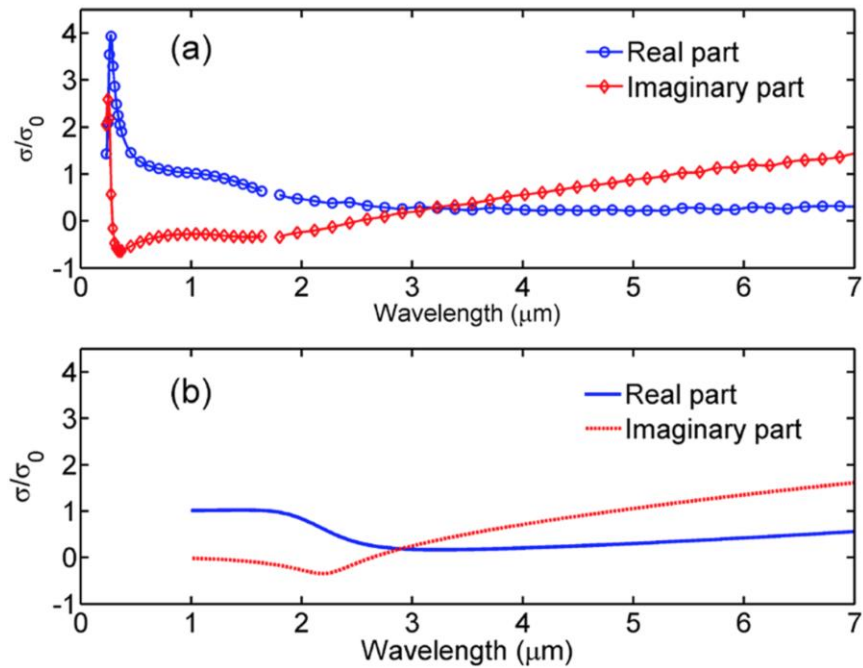 (a)
Real part
Imaginary part
σ/σ0
4
3
2
1
0
-1
0 1 2 3 4 5 6 7
Wavelength (μm)
(b)
Real part
Imaginary part
σ/σ0
4
3
2
1
0
-1
0 1 2 3 4 5 6 7
Wavelength (μm)